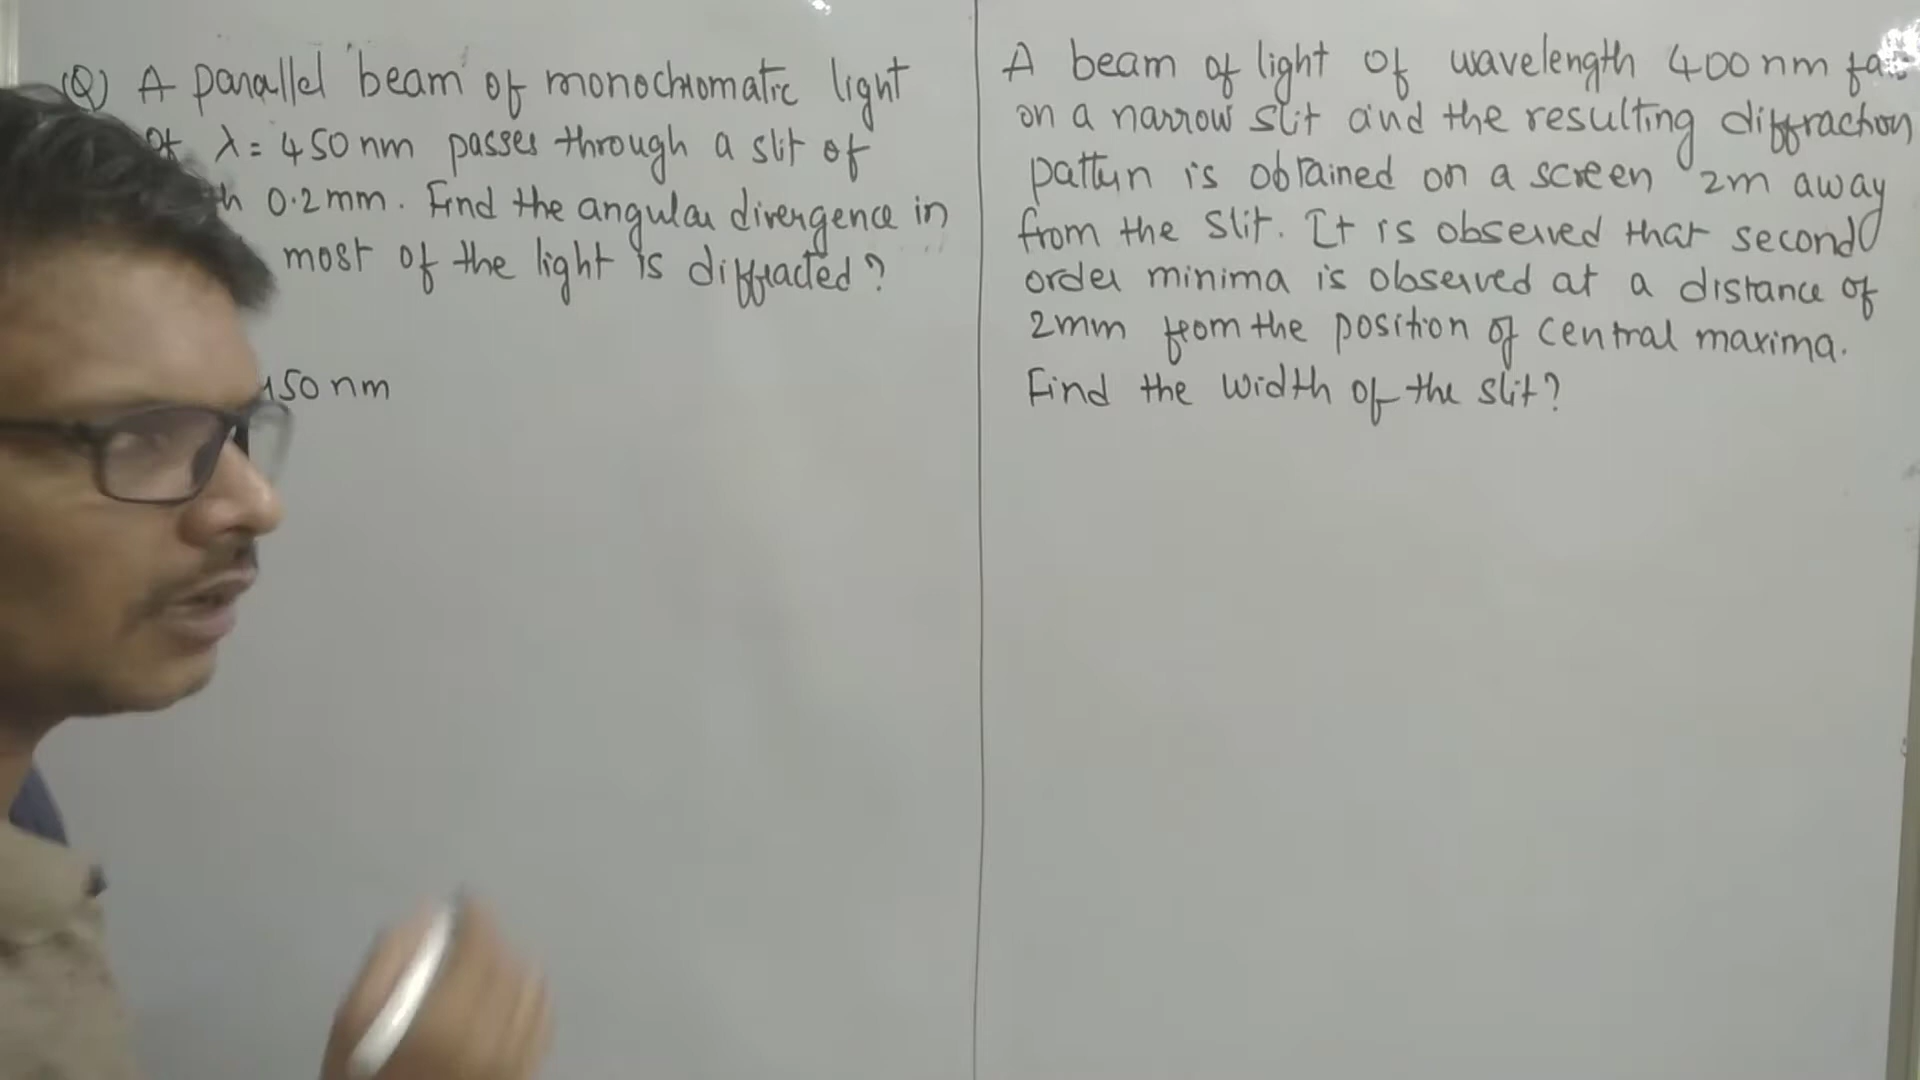 (Q) A parallel beam of monochromatic light
of λ = 450 nm passes through a slit of
0.2mm. Find the angular divergence in
most of the light is diffracted?
450 nm
A beam of light of wavelength 400 nm
on a narrow slit and the resulting diffraction
pattern is obtained on a screen 2m away
from the slit. It is observed that second
order minima is observed at a distance of
2mm from the position of central maxima.
Find the width of the slit?